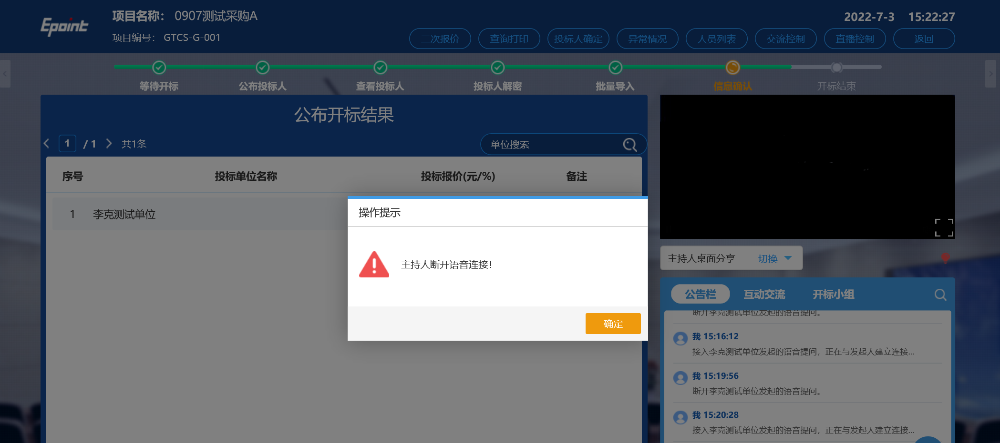 Epoint
项目名称： 0907测试采购A
项目编号： GTCS-G-001
2022-7-3 15:22:27
二次报价 查询打印 投标人确定 异常情况 人员列表 交流控制 直播控制 返回
等待开标 公布投标人 查看投标人 投标人解密 批量导入 信息确认 开标结束
公布开标结果
1 / 1 共1条
单位搜索
序号 投标单位名称 投标报价(元/%) 备注
1 李克测试单位
操作提示
主持人断开语音连接！
确定
主持人桌面分享 切换
公告栏 互动交流 开标小组
断开李克测试单位发起的语音提问。
我 15:16:12
接入李克测试单位发起的语音提问，正在与发起人建立连接...
我 15:19:56
断开李克测试单位发起的语音提问。
我 15:20:28
接入李克测试单位发起的语音提问，正在与发起人建立连接...